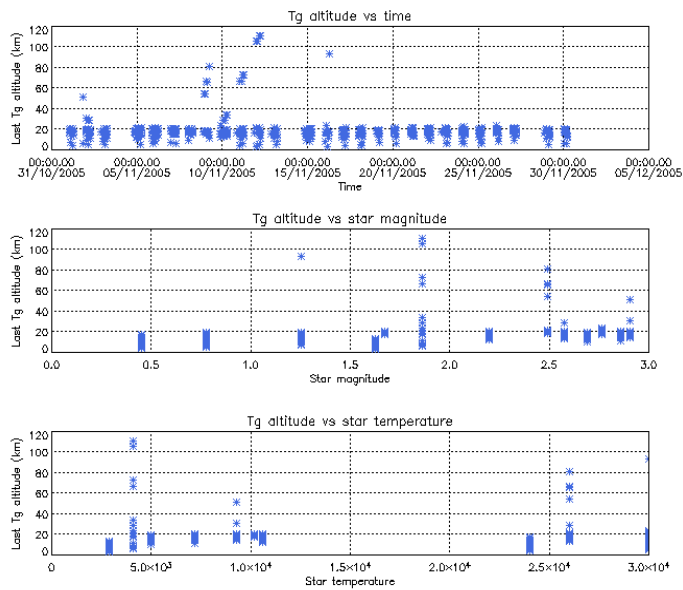 Tg altitude vs time
Last Tg altitude (km)
120
100
80
60
40
20
0
00:00.00 00:00.00 00:00.00 00:00.00 00:00.00 00:00.00 00:00.00 00:00.00
31/10/2005 05/11/2005 10/11/2005 15/11/2005 20/11/2005 25/11/2005 30/11/2005 05/12/2005
Time
Tg altitude vs star magnitude
Last Tg altitude (km)
120
100
80
60
40
20
0
0.0 0.5 1.0 1.5 2.0 2.5 3.0
Star magnitude
Tg altitude vs star temperature
Last Tg altitude (km)
120
100
80
60
40
20
0
0 5.0×10³ 1.0×10⁴ 1.5×10⁴ 2.0×10⁴ 2.5×10⁴ 3.0×10⁴
Star temperature